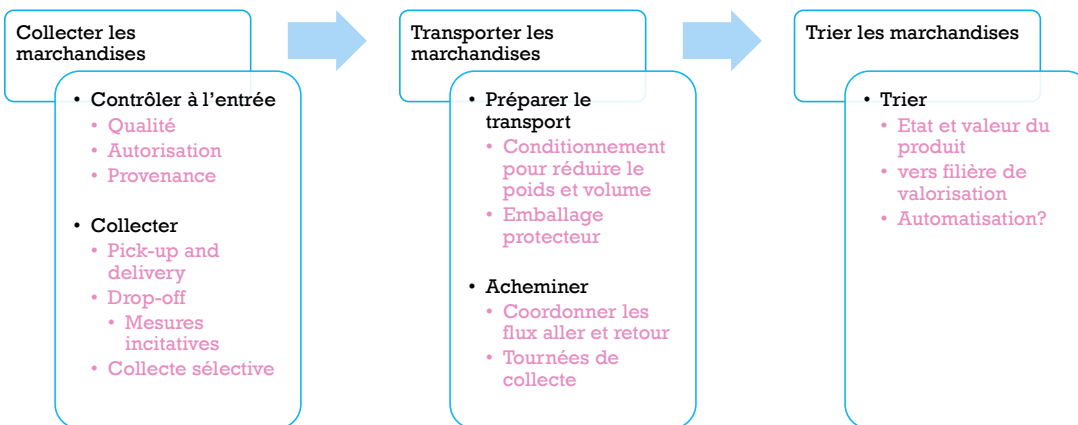 Collecter les
marchandises
• Contrôler à l'entrée
• Qualité
• Autorisation
• Provenance
• Collecter
• Pick-up and
delivery
• Drop-off
• Mesures
incitatives
• Collecte sélective
Transporter les
marchandises
• Préparer le
transport
• Conditionnement
pour réduire le
poids et volume
• Emballage
protecteur
• Acheminer
• Coordonner les
flux aller et retour
• Tournées de
collecte
Trier les marchandises
• Trier
• Etat et valeur du
produit
• vers filière de
valorisation
• Automatisation?